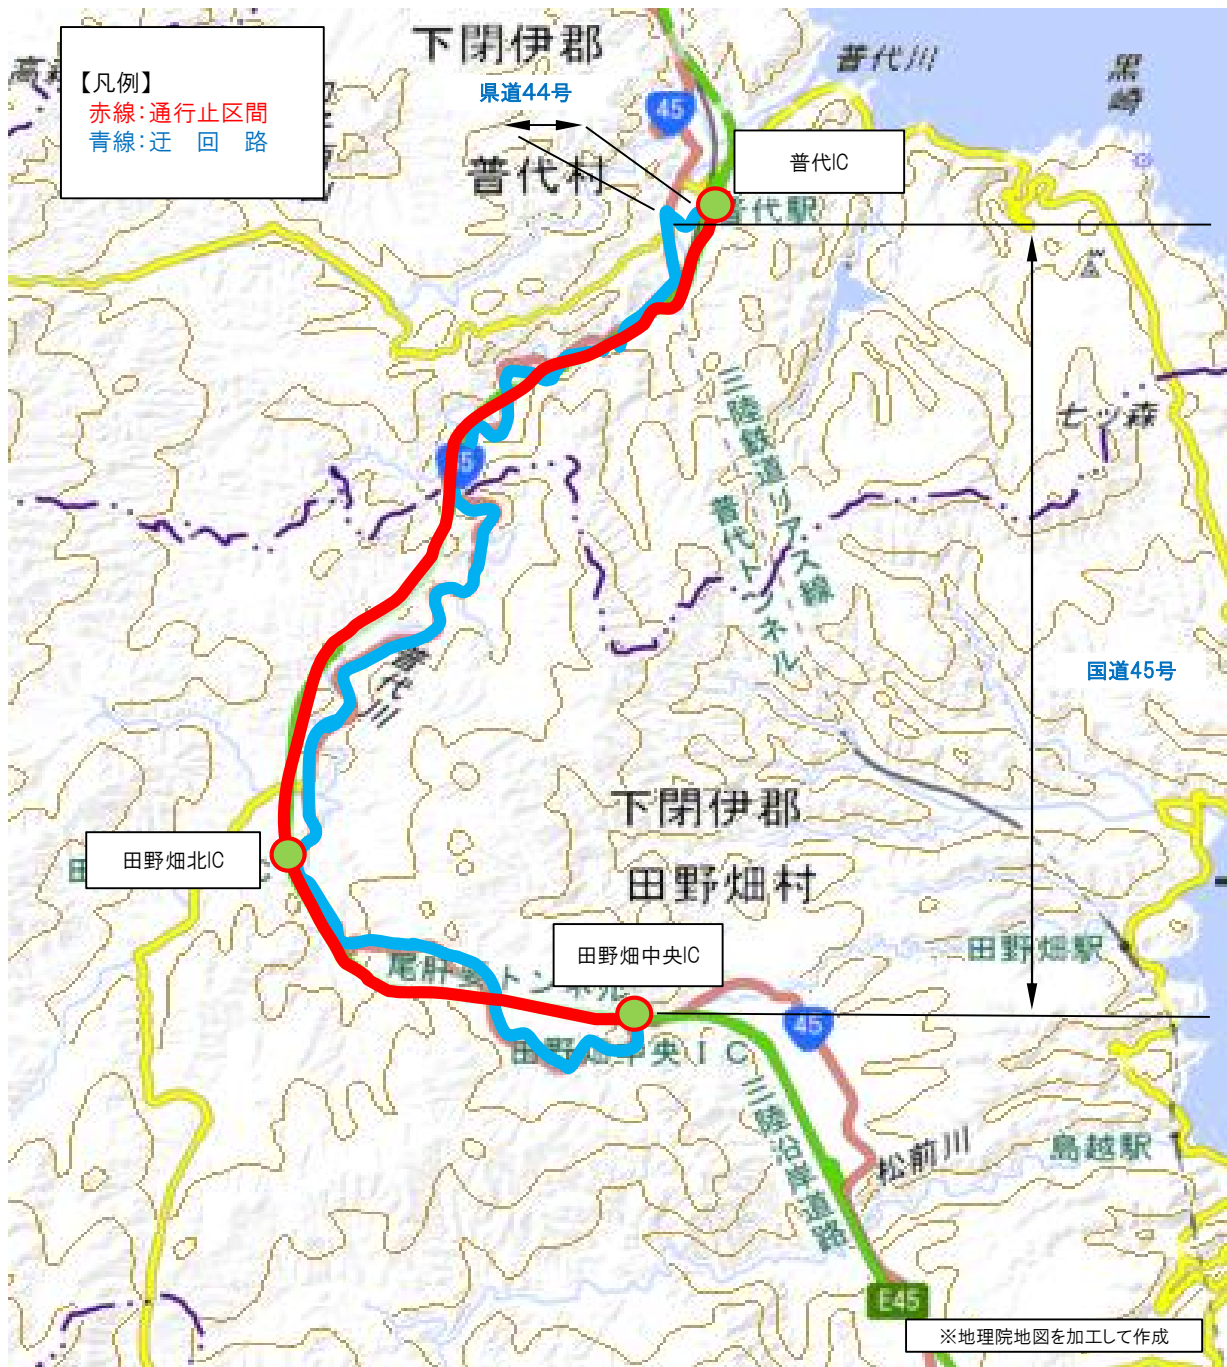 【凡例】
赤線：通行止区間
青線：迂　回　路
下閉伊郡
県道44号
45
普代川
黒崎
普代村
普代IC
普代駅
七ツ森
三陸鉄道リアス線
普代トンネル
普代川
国道45号
下閉伊郡
田野畑村
田野畑北IC
田野畑中央IC
尾肝要トンネル
田野畑駅
45
田野畑中央IC
三陸沿岸道路
松前川
島越駅
E45
※地理院地図を加工して作成